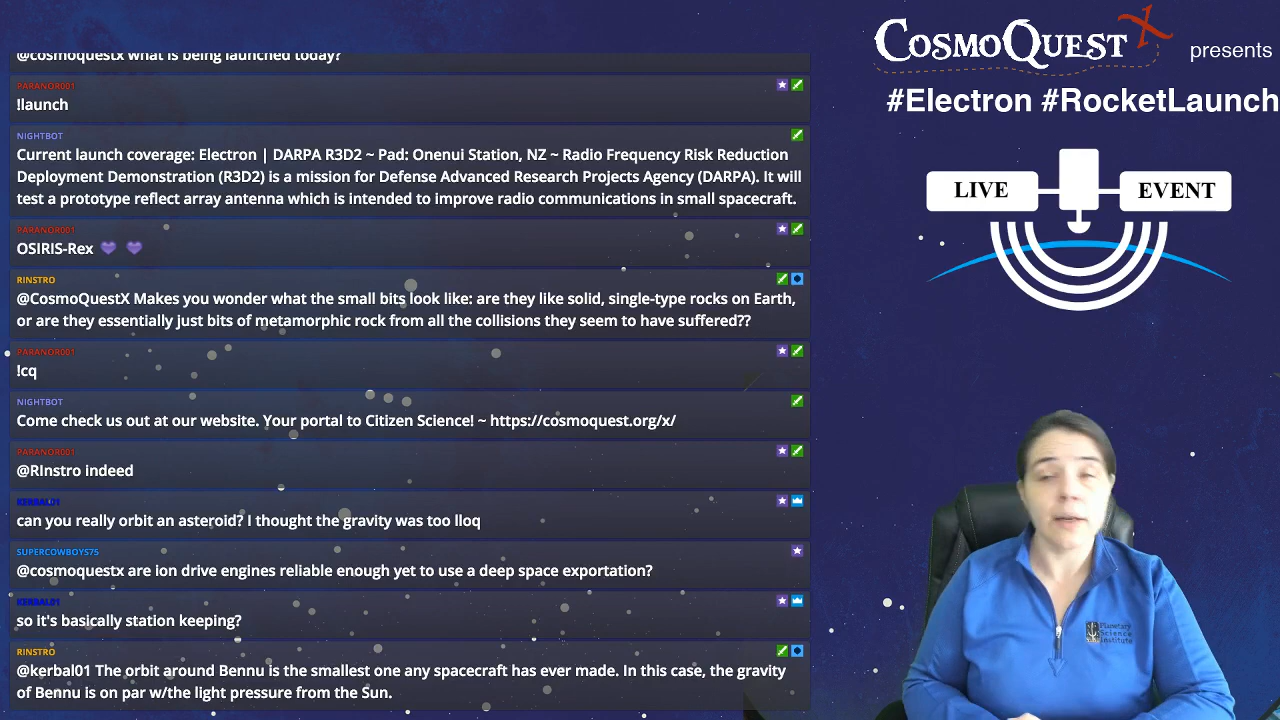 COSMOQUEST X presents
#Electron #RocketLaunch
LIVE EVENT
@cosmoquestx what is being launched today?
PARANOR001
!launch
NIGHTBOT
Current launch coverage: Electron | DARPA R3D2 ~ Pad: Onenui Station, NZ ~ Radio Frequency Risk Reduction
Deployment Demonstration (R3D2) is a mission for Defense Advanced Research Projects Agency (DARPA). It will
test a prototype reflect array antenna which is intended to improve radio communications in small spacecraft.
PARANOR001
OSIRIS-Rex 💜 💜
RINSTRO
@CosmoQuestX Makes you wonder what the small bits look like: are they like solid, single-type rocks on Earth,
or are they essentially just bits of metamorphic rock from all the collisions they seem to have suffered??
PARANOR001
!cq
NIGHTBOT
Come check us out at our website. Your portal to Citizen Science! ~ https://cosmoquest.org/x/
PARANOR001
@RInstro indeed
KERBAL01
can you really orbit an asteroid? I thought the gravity was too lloq
SUPERCOWBOYS75
@cosmoquestx are ion drive engines reliable enough yet to use a deep space exportation?
KERBAL01
so it's basically station keeping?
RINSTRO
@kerbal01 The orbit around Bennu is the smallest one any spacecraft has ever made. In this case, the gravity
of Bennu is on par w/the light pressure from the Sun.
Planetary
Science
Institute